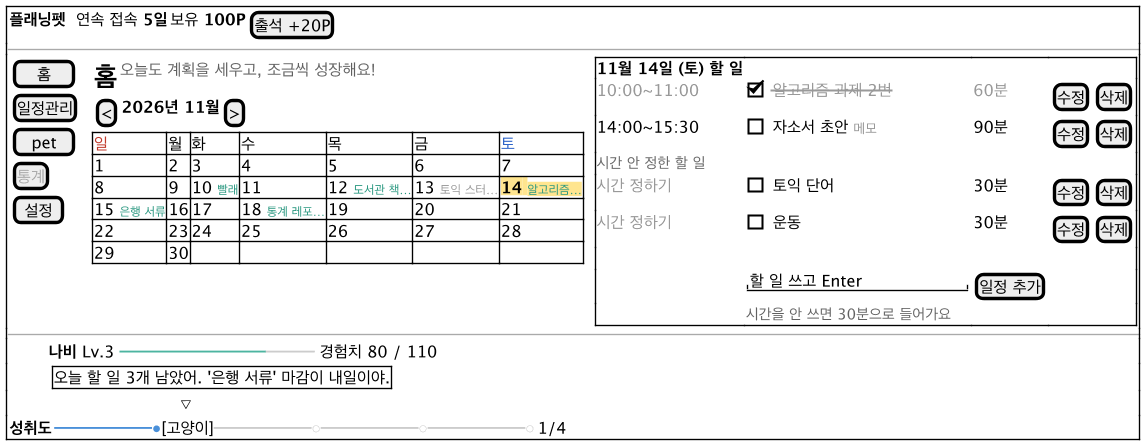 플래닝펫 연속 접속 5일 보유 100P 출석 +20P
홈
일정관리
pet
통계
설정
홈 오늘도 계획을 세우고, 조금씩 성장해요!
< 2026년 11월 >
일 월 화 수 목 금 토
1 2 3 4 5 6 7
8 9 10 빨래 11 12 도서관 책… 13 토익 스터… 14 알고리즘…
15 은행 서류 16 17 18 통계 레포… 19 20 21
22 23 24 25 26 27 28
29 30
11월 14일 (토) 할 일
10:00~11:00 알고리즘 과제 2번 60분 수정 삭제
14:00~15:30 자소서 초안 메모 90분 수정 삭제
시간 안 정한 할 일
시간 정하기 토익 단어 30분 수정 삭제
시간 정하기 운동 30분 수정 삭제
할 일 쓰고 Enter 일정 추가
시간을 안 쓰면 30분으로 들어가요
나비 Lv.3 경험치 80 / 110
오늘 할 일 3개 남았어. '은행 서류' 마감이 내일이야.
성취도 [고양이] 1/4